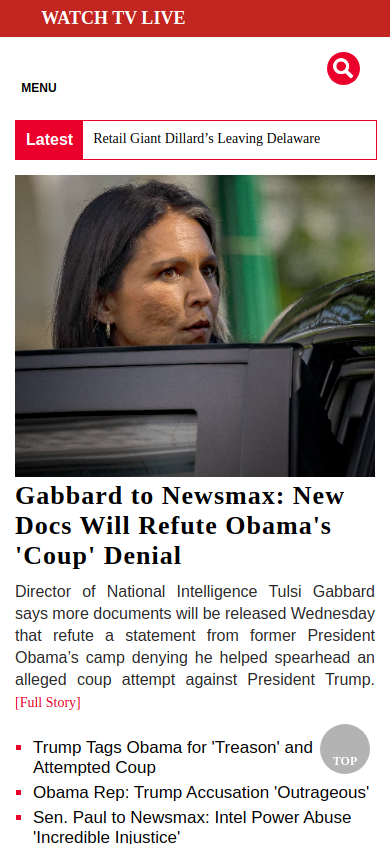 WATCH TV LIVE
MENU
Latest Retail Giant Dillard’s Leaving Delaware
Gabbard to Newsmax: New
Docs Will Refute Obama's
'Coup' Denial
Director of National Intelligence Tulsi Gabbard
says more documents will be released Wednesday
that refute a statement from former President
Obama’s camp denying he helped spearhead an
alleged coup attempt against President Trump.
[Full Story]
Trump Tags Obama for 'Treason' and
Attempted Coup
TOP
Obama Rep: Trump Accusation 'Outrageous'
Sen. Paul to Newsmax: Intel Power Abuse
'Incredible Injustice'